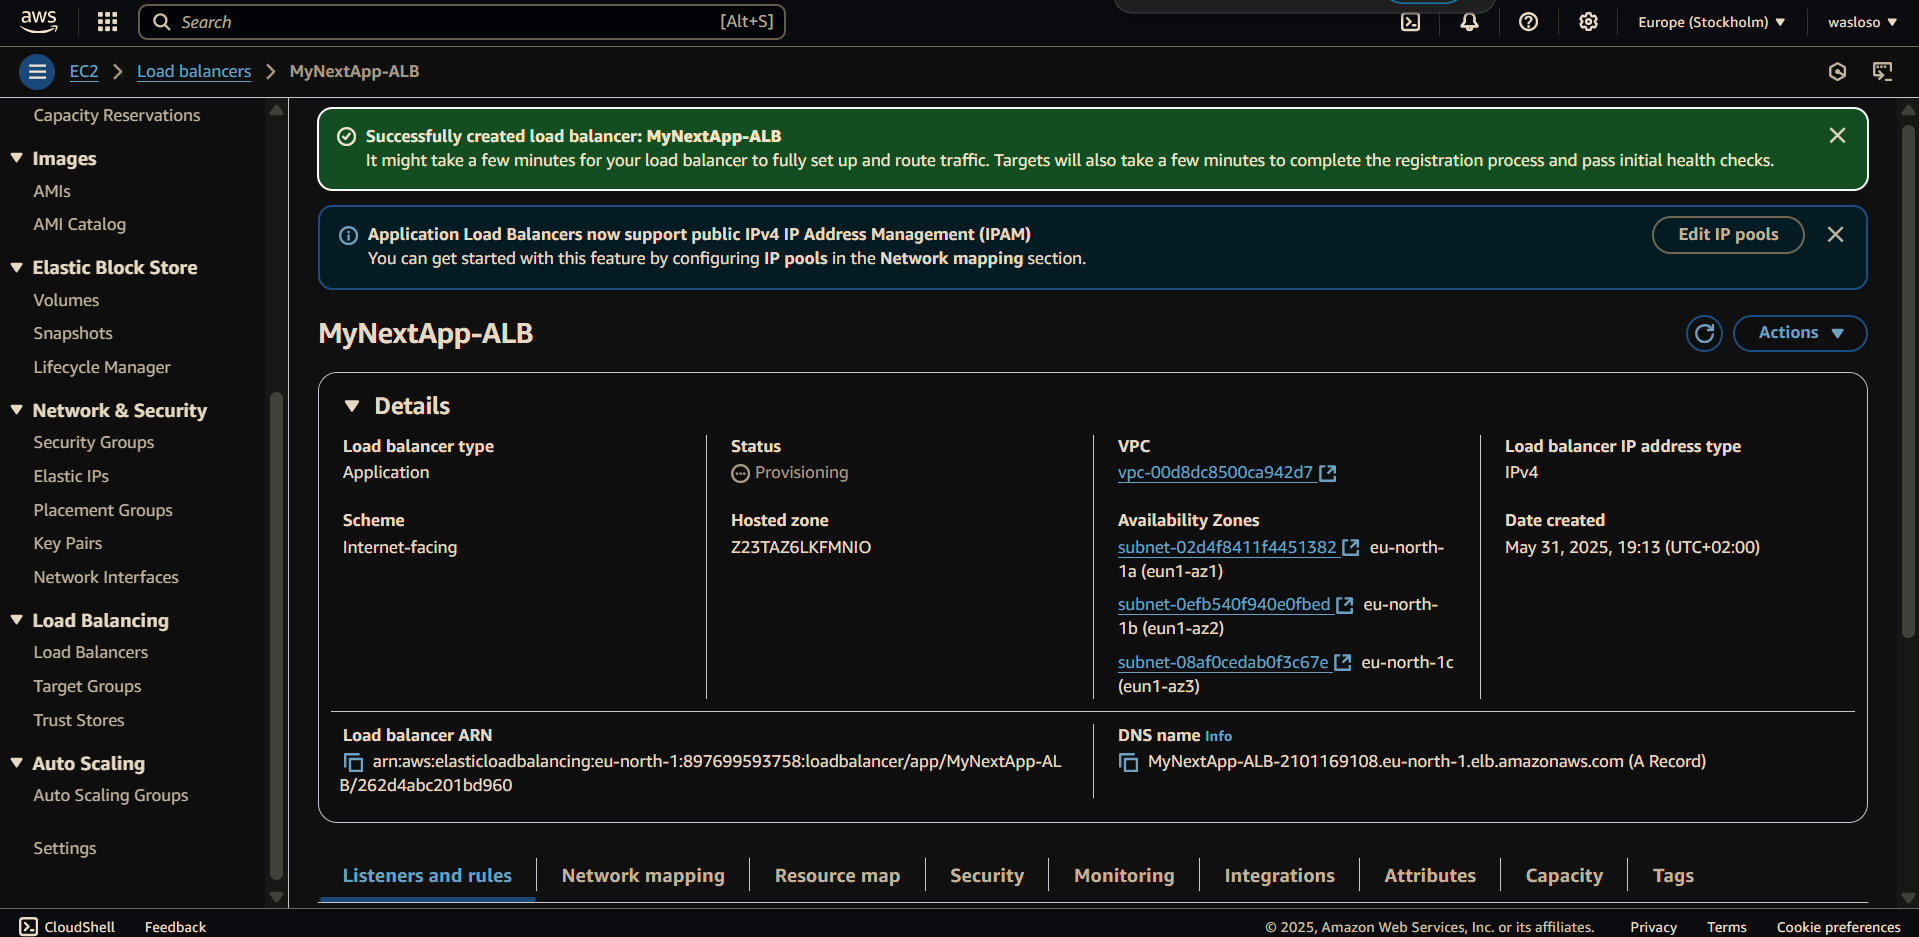 aws
Search
[Alt+S]
Europe (Stockholm)
wasloso
EC2
Load balancers
MyNextApp-ALB
Capacity Reservations
Images
AMIs
AMI Catalog
Elastic Block Store
Volumes
Snapshots
Lifecycle Manager
Network & Security
Security Groups
Elastic IPs
Placement Groups
Key Pairs
Network Interfaces
Load Balancing
Load Balancers
Target Groups
Trust Stores
Auto Scaling
Auto Scaling Groups
Settings
Successfully created load balancer: MyNextApp-ALB
It might take a few minutes for your load balancer to fully set up and route traffic. Targets will also take a few minutes to complete the registration process and pass initial health checks.
Application Load Balancers now support public IPv4 IP Address Management (IPAM)
You can get started with this feature by configuring IP pools in the Network mapping section.
Edit IP pools
MyNextApp-ALB
Actions
Details
Load balancer type
Application
Status
Provisioning
VPC
vpc-00d8dc8500ca942d7
Load balancer IP address type
IPv4
Scheme
Internet-facing
Hosted zone
Z23TAZ6LKFMNIO
Availability Zones
subnet-02d4f8411f4451382 eu-north-
1a (eun1-az1)
subnet-0efb540f940e0fbed eu-north-
1b (eun1-az2)
subnet-08af0cedab0f3c67e eu-north-1c
(eun1-az3)
Date created
May 31, 2025, 19:13 (UTC+02:00)
Load balancer ARN
arn:aws:elasticloadbalancing:eu-north-1:897699593758:loadbalancer/app/MyNextApp-AL
B/262d4abc201bd960
DNS name Info
MyNextApp-ALB-2101169108.eu-north-1.elb.amazonaws.com (A Record)
Listeners and rules
Network mapping
Resource map
Security
Monitoring
Integrations
Attributes
Capacity
Tags
CloudShell
Feedback
© 2025, Amazon Web Services, Inc. or its affiliates.
Privacy
Terms
Cookie preferences